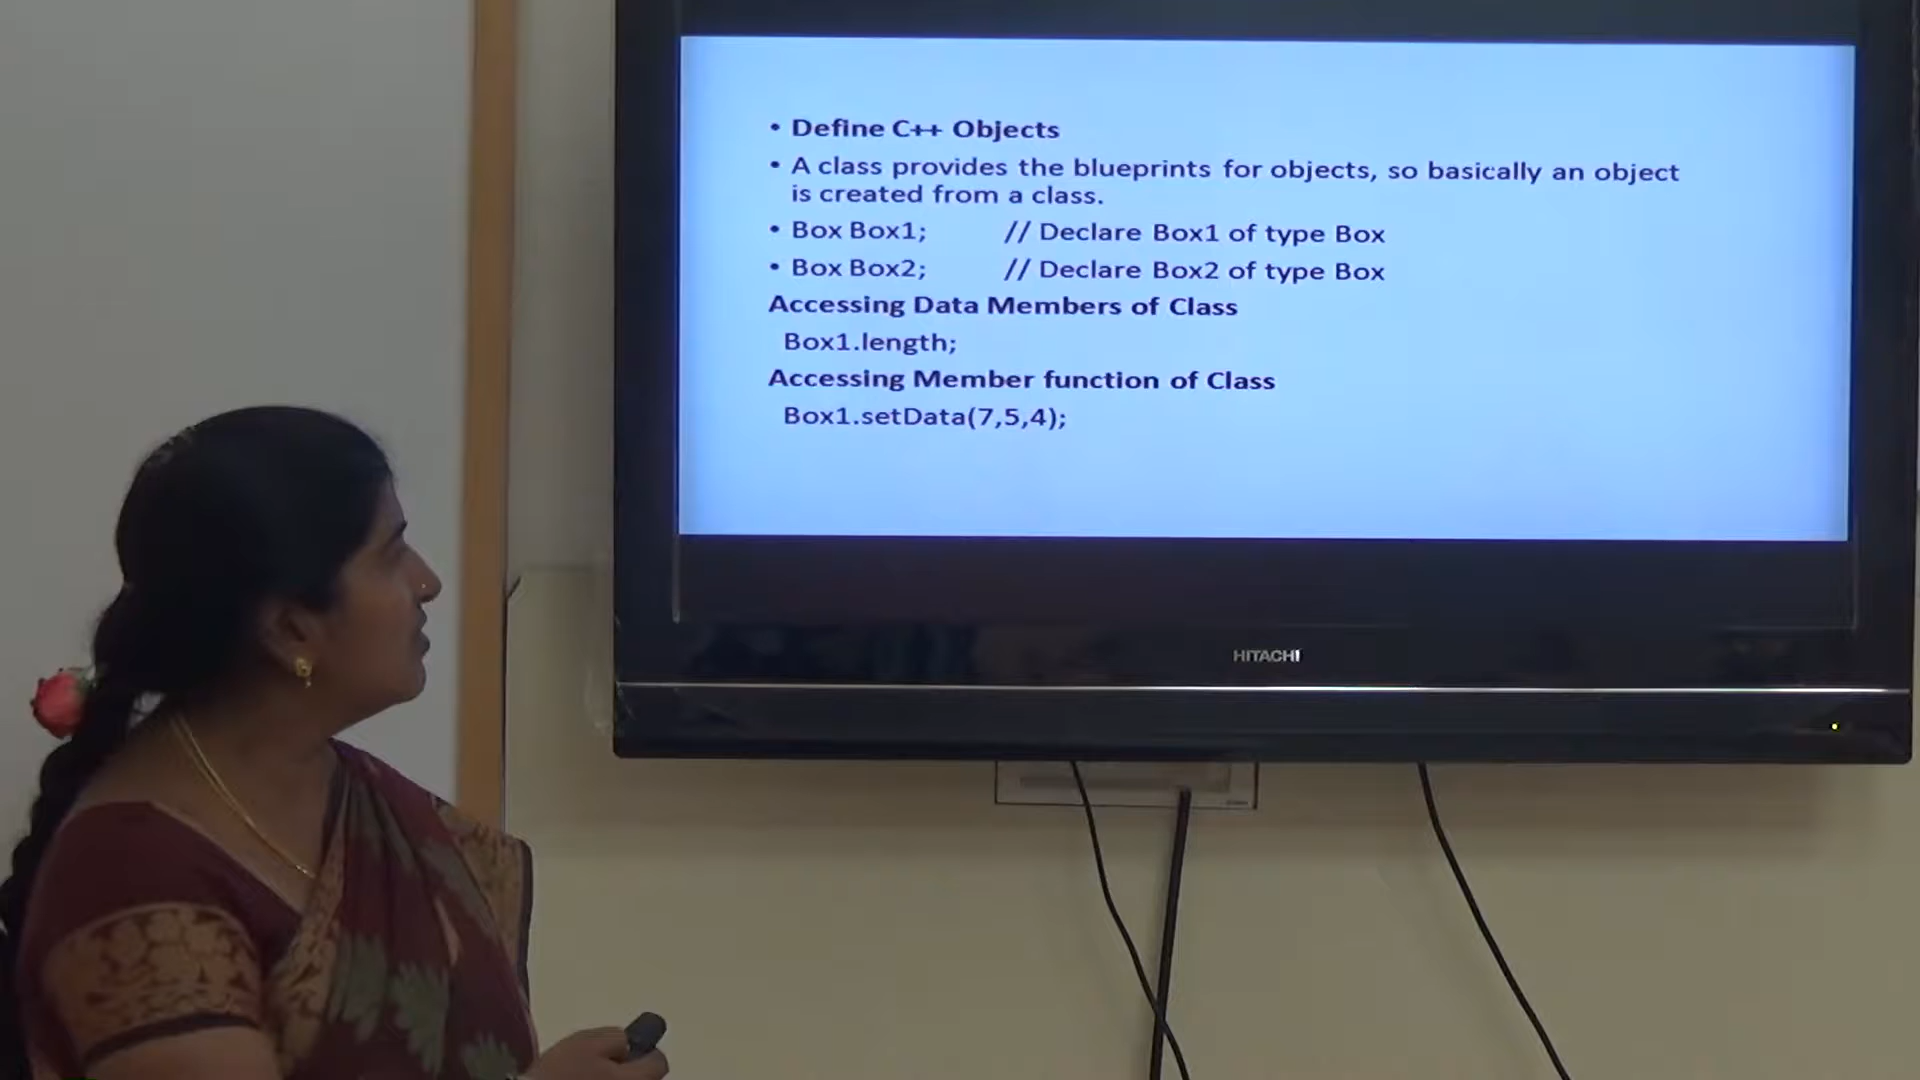 • Define C++ Objects
• A class provides the blueprints for objects, so basically an object
is created from a class.
• Box Box1; // Declare Box1 of type Box
• Box Box2; // Declare Box2 of type Box
Accessing Data Members of Class
Box1.length;
Accessing Member function of Class
Box1.setData(7,5,4);
HITACHI